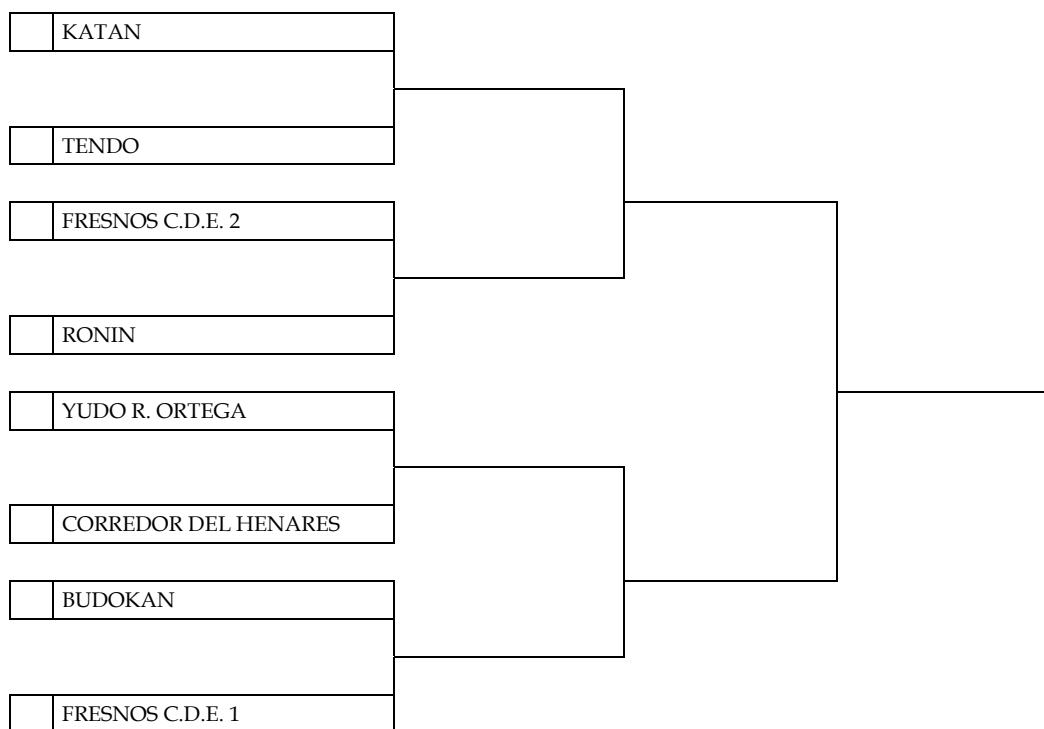 KATAN
TENDO
FRESNOS C.D.E. 2
RONIN
YUDO R. ORTEGA
CORREDOR DEL HENARES
BUDOKAN
FRESNOS C.D.E. 1